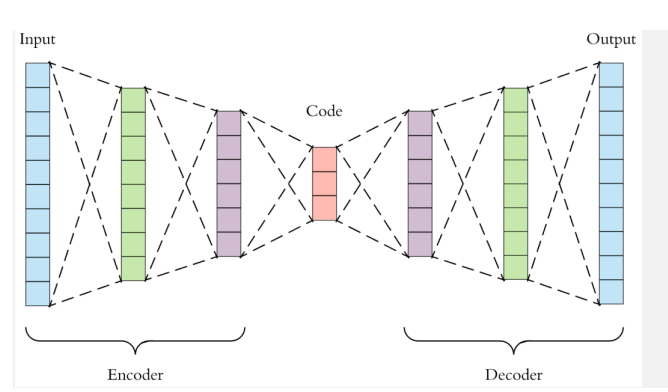 Input
Output
Code
Encoder
Decoder